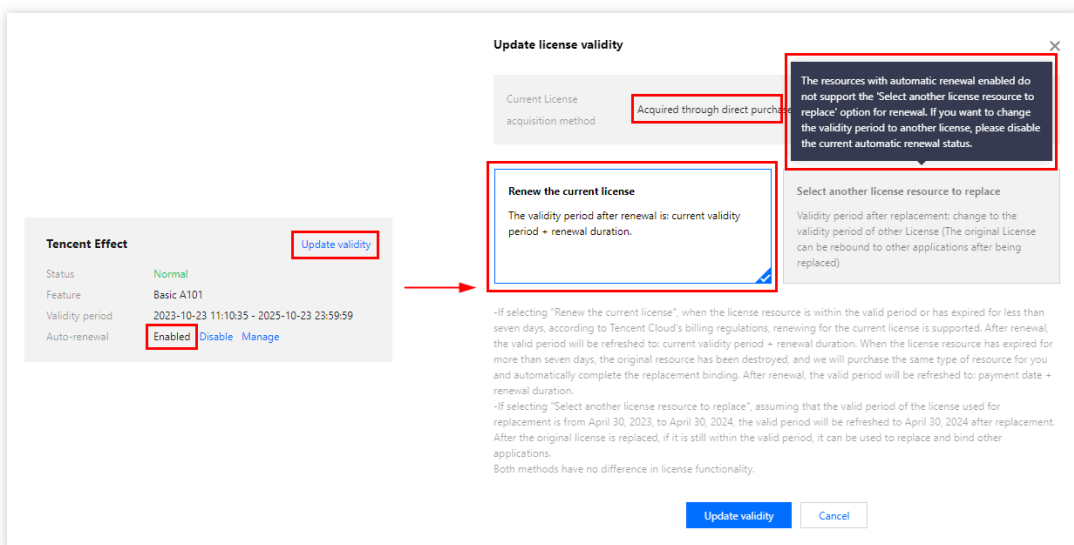 Update license validity
Current License
acquisition method
Acquired through direct purchase
The resources with automatic renewal enabled do
not support the 'Select another license resource to
replace' option for renewal. If you want to change
the validity period to another license, please disable
the current automatic renewal status.
Renew the current license
The validity period after renewal is: current validity
period + renewal duration.
Select another license resource to replace
Validity period after replacement: change to the
validity period of other License (The original License
can be rebound to other applications after being
replaced)
Tencent Effect
Update validity
Status Normal
Feature Basic A101
Validity period 2023-10-23 11:10:35 - 2025-10-23 23:59:59
Auto-renewal Enabled Disable Manage
-If selecting "Renew the current license", when the license resource is within the valid period or has expired for less than
seven days, according to Tencent Cloud's billing regulations, renewing for the current license is supported. After renewal,
the valid period will be refreshed to: current validity period + renewal duration. When the license resource has expired for
more than seven days, the original resource has been destroyed, and we will purchase the same type of resource for you
and automatically complete the replacement binding. After renewal, the valid period will be refreshed to: payment date +
renewal duration.
-If selecting "Select another license resource to replace", assuming that the valid period of the license used for
replacement is from April 30, 2023, to April 30, 2024, the valid period will be refreshed to April 30, 2024 after replacement.
After the original license is replaced, if it is still within the valid period, it can be used to replace and bind other
applications.
Both methods have no difference in license functionality.
Update validity
Cancel